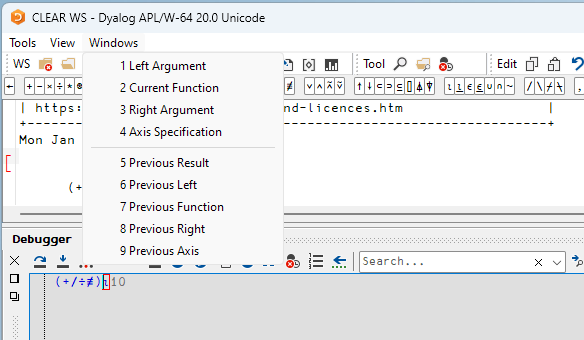 CLEAR WS - Dyalog APL/W-64 20.0 Unicode
Tools View Windows
WS Tool Edit
1 Left Argument
2 Current Function
3 Right Argument
4 Axis Specification
5 Previous Result
6 Previous Left
7 Previous Function
8 Previous Right
9 Previous Axis
← + - × ÷
| https: nd-licences.htm |
Mon Jan
(+
Debugger
Search...
(+/÷≢)⍳10